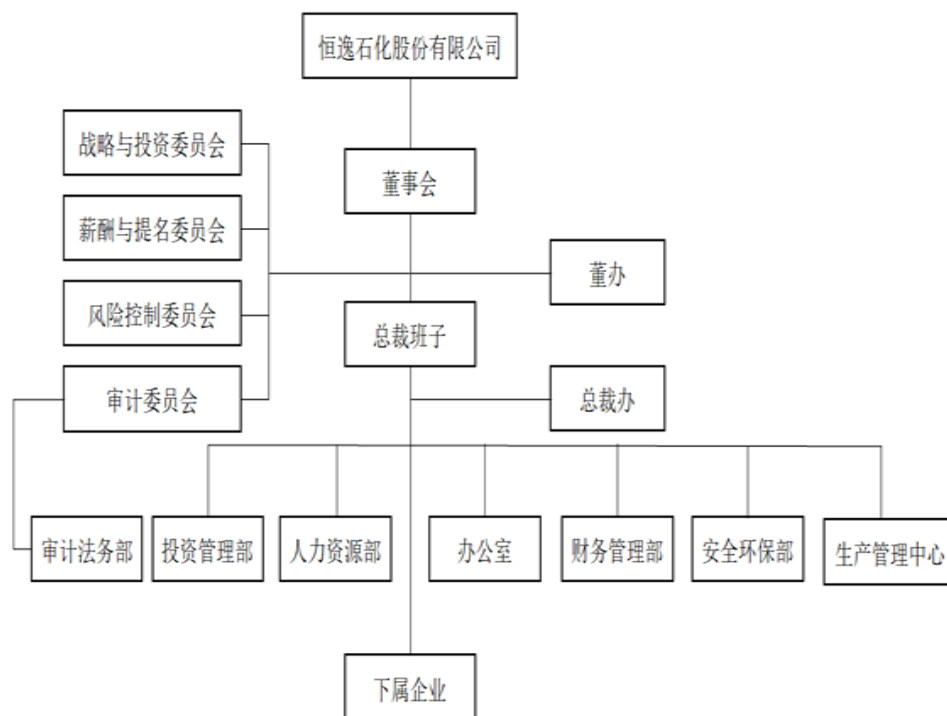 恒逸石化股份有限公司
战略与投资委员会
董事会
薪酬与提名委员会
董办
风险控制委员会
总裁班子
审计委员会
总裁办
审计法务部
投资管理部
人力资源部
办公室
财务管理部
安全环保部
生产管理中心
下属企业